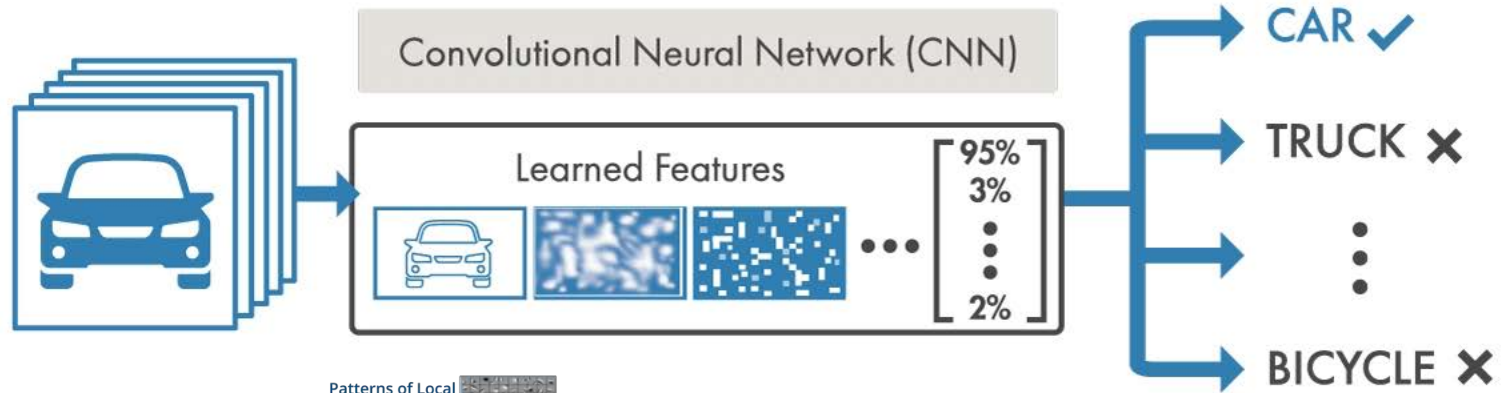 Convolutional Neural Network (CNN)
Learned Features
95%
3%
2%
CAR
TRUCK
BICYCLE
Patterns of Local